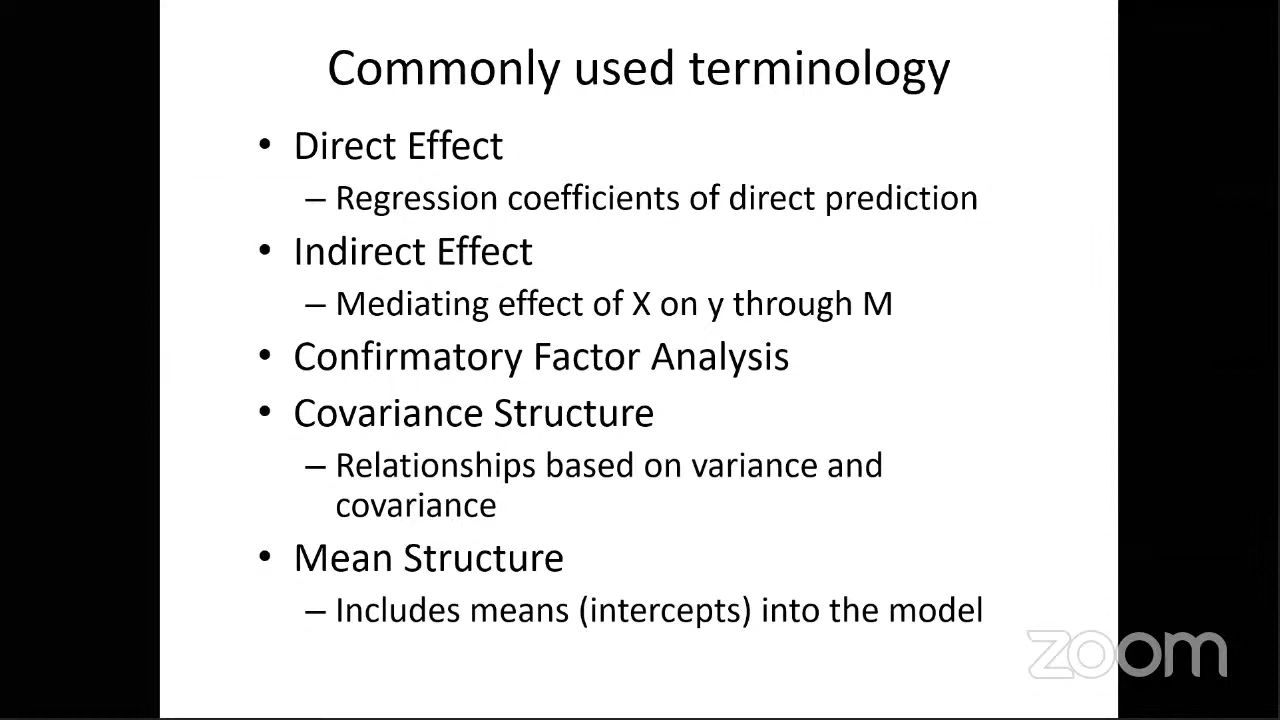 Commonly used terminology
• Direct Effect
– Regression coefficients of direct prediction
• Indirect Effect
– Mediating effect of X on y through M
• Confirmatory Factor Analysis
• Covariance Structure
– Relationships based on variance and
covariance
• Mean Structure
– Includes means (intercepts) into the model
zoom